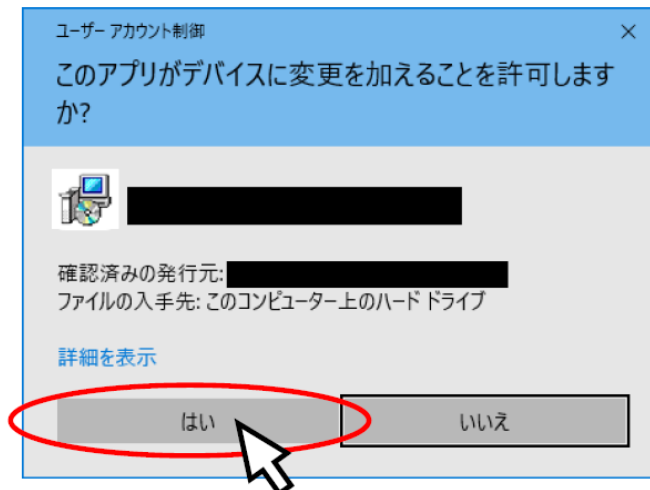 ユーザー アカウント制御
このアプリがデバイスに変更を加えることを許可します
か?
確認済みの発行元:
ファイルの入手先: このコンピューター上のハード ドライブ
詳細を表示
はい
いいえ